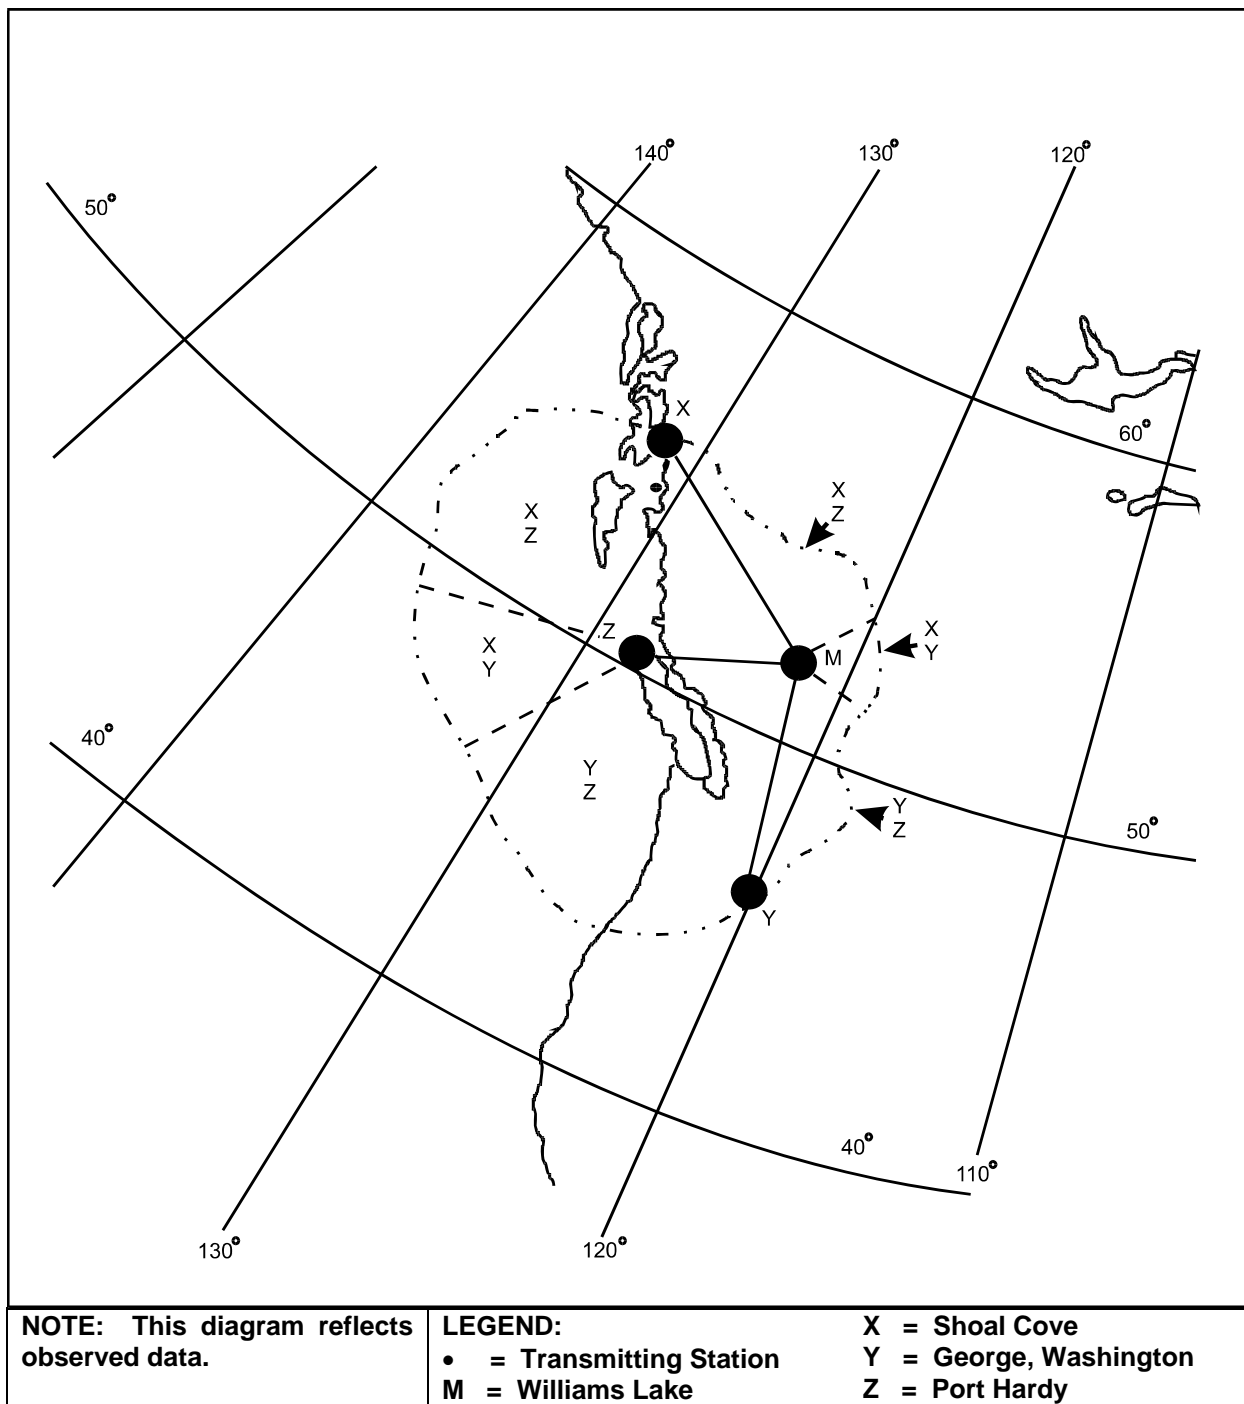 140°
130°
120°
50°
60°
X
X
Z
X
Z
.Z
X
Y
M
X
Y
Y
Z
Y
Z
40°
50°
Y
40°
110°
130°
120°
NOTE: This diagram reflects
observed data.
LEGEND:
• = Transmitting Station
M = Williams Lake
X = Shoal Cove
Y = George, Washington
Z = Port Hardy